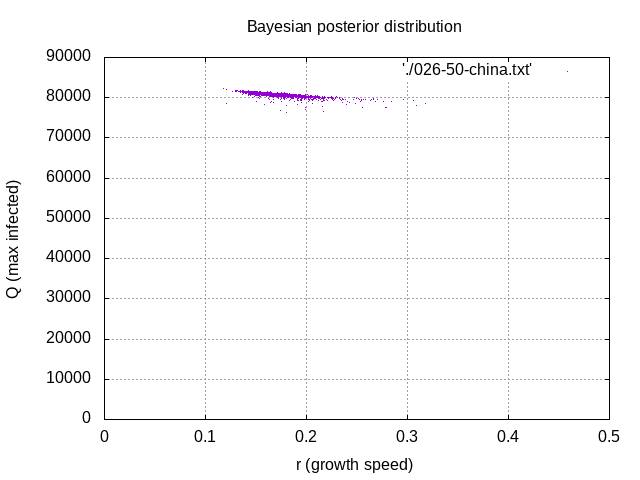 Bayesian posterior distribution
'./026-50-china.txt'
90000
80000
70000
60000
50000
40000
30000
20000
10000
0
Q (max infected)
0 0.1 0.2 0.3 0.4 0.5
r (growth speed)